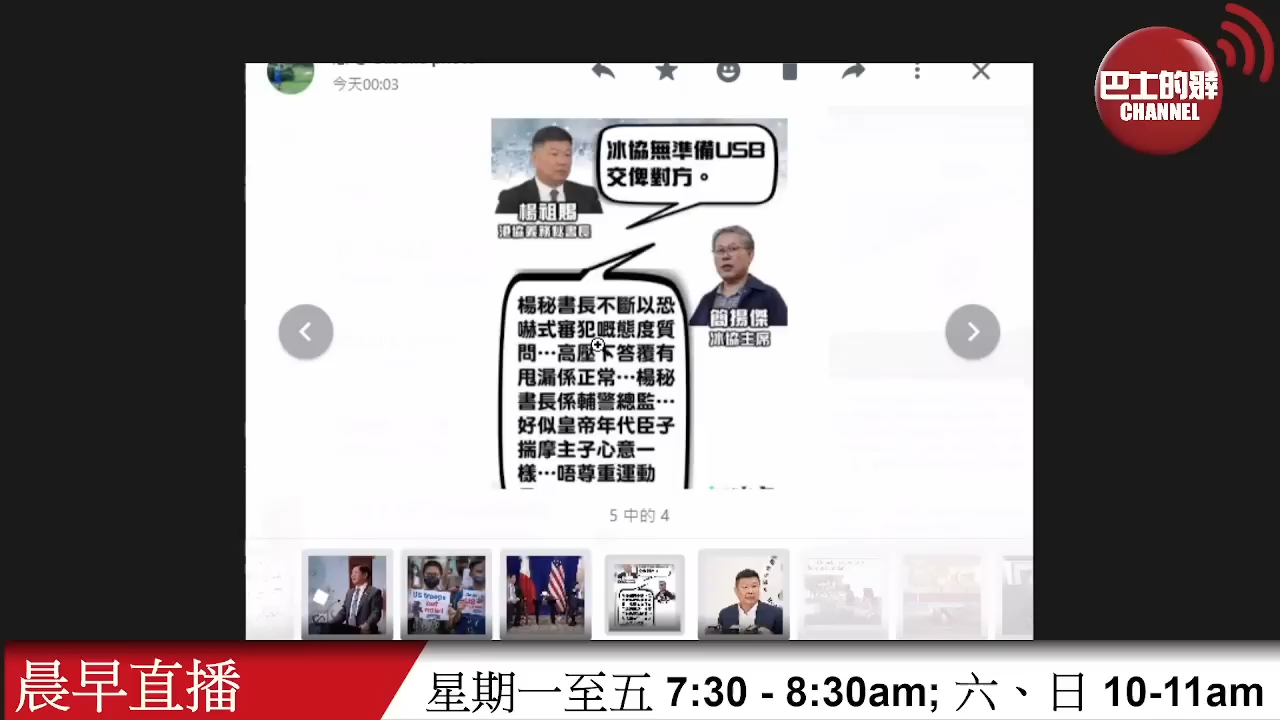 今天00:03
巴士的報
CHANNEL
冰協無準備USB
交俾對方。
楊祖賜
港協義務秘書長
簡揚傑
冰協主席
楊秘書長不斷以恐
嚇式審犯嘅態度質
問…高壓下答覆有
甩漏係正常…楊秘
書長係輔警總監…
好似皇帝年代臣子
揣摩主子心意一
樣…唔尊重運動
5 中的 4
US troops
晨早直播
星期一至五 7:30 - 8:30am; 六、日 10-11am